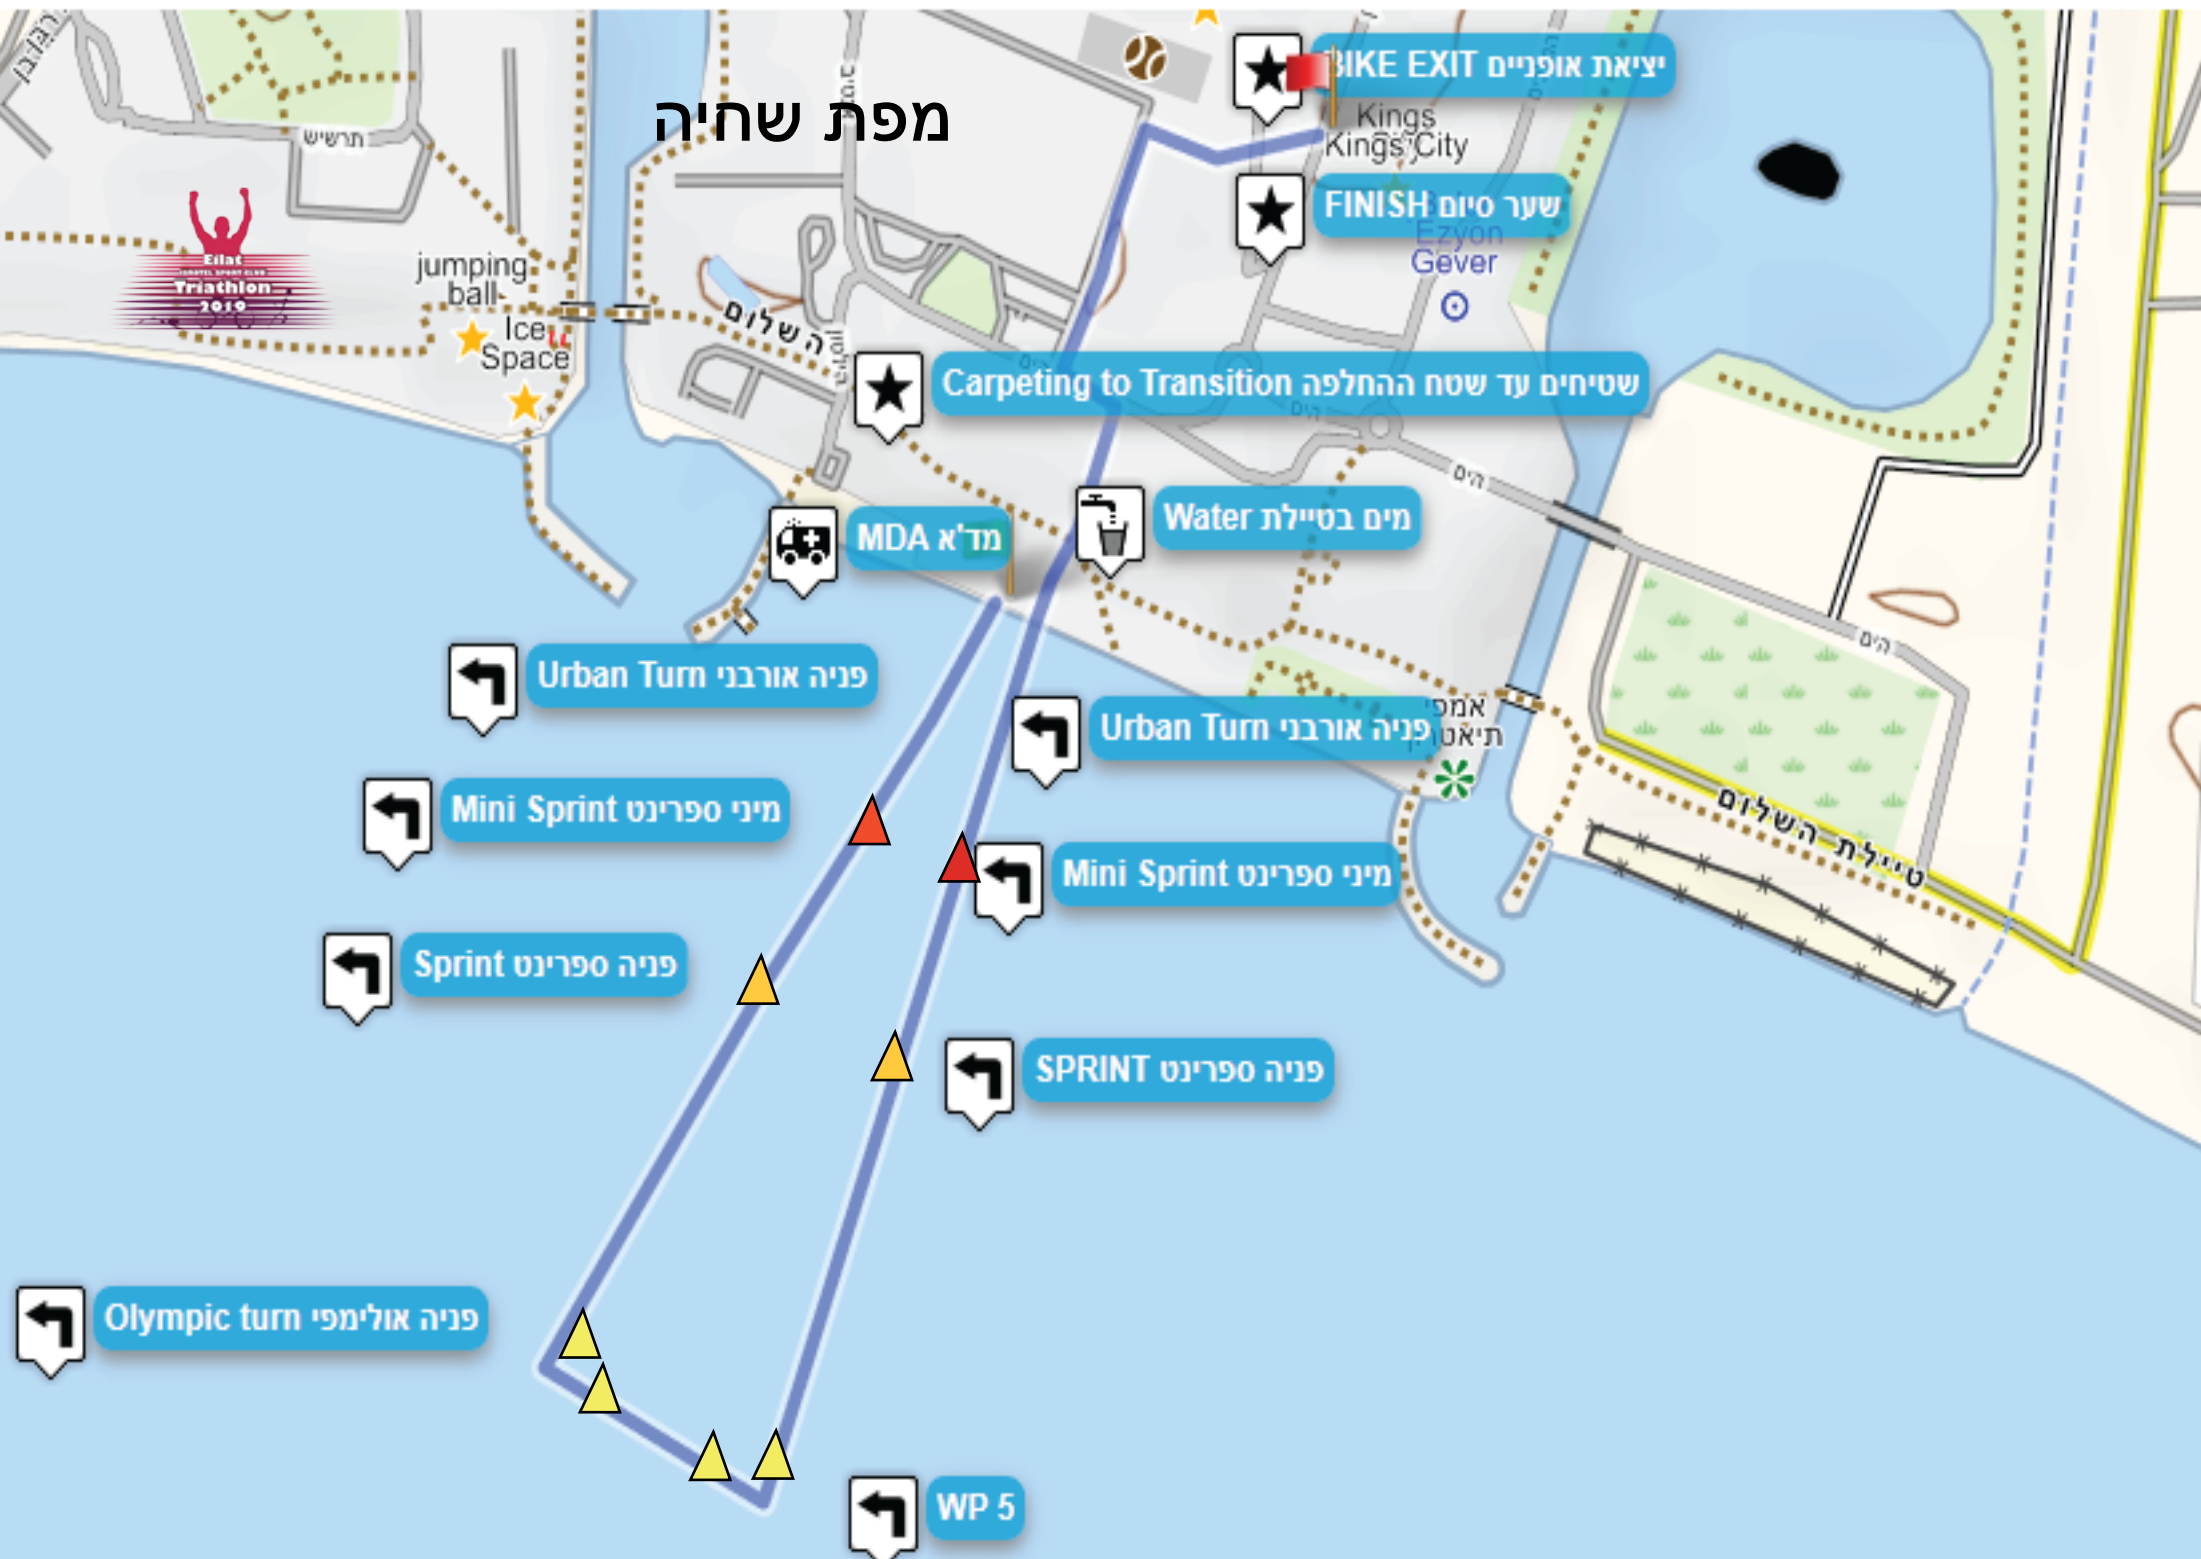 מפת שחיה
BIKE EXIT יציאת אופניים
Kings
Kings City
תרשיש
FINISH שער סיום
Ezyon
Gever
Eilat
Triathlon
2019
jumping
ball
Ice
Space
השלום
Carpeting to Transition שטיחים עד שטח ההחלפה
הים
הים
הים
Water מים בטיילת
MDA מד'א
הים
Urban Turn פניה אורבני
Urban Turn פניה אורבני
אמפי
תיאטרון
Mini Sprint מיני ספרינט
טיילת השלום
Mini Sprint מיני ספרינט
Sprint פניה ספרינט
SPRINT פניה ספרינט
Olympic turn פניה אולימפי
WP 5